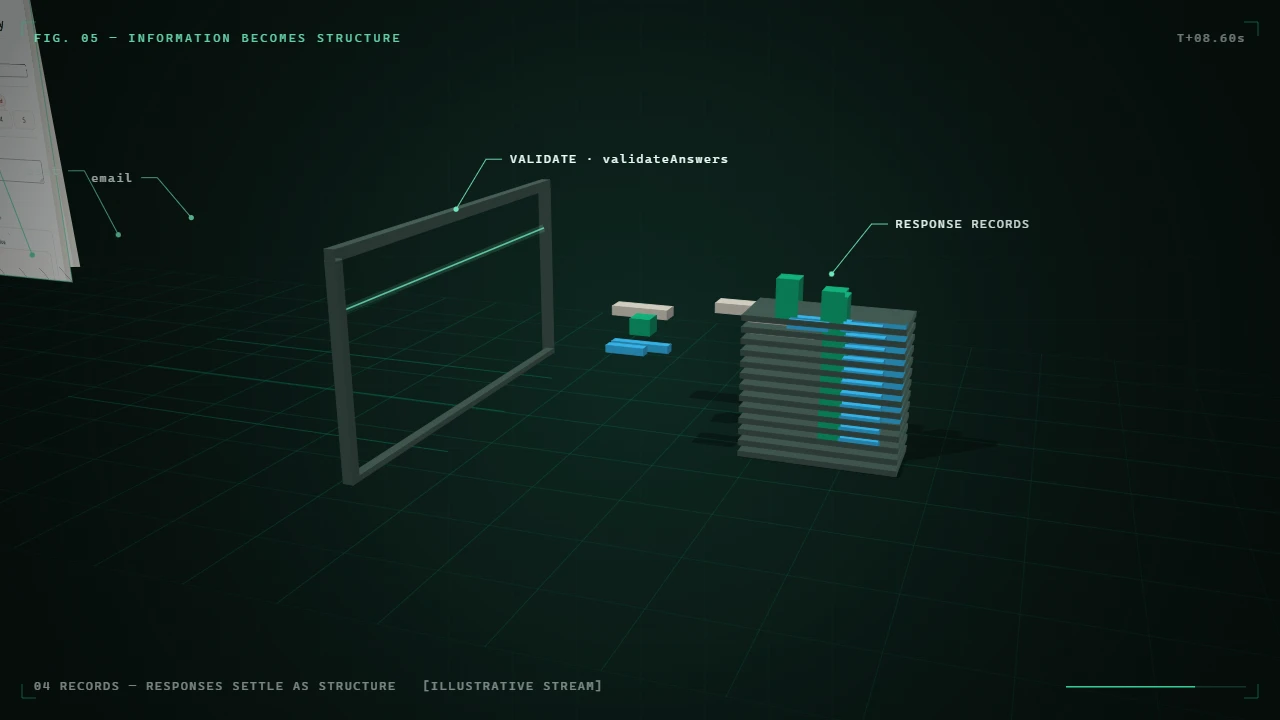 FIG. 05 — INFORMATION BECOMES STRUCTURE
T+08.60s
VALIDATE · validateAnswers
email
RESPONSE RECORDS
04 RECORDS — RESPONSES SETTLE AS STRUCTURE [ILLUSTRATIVE STREAM]